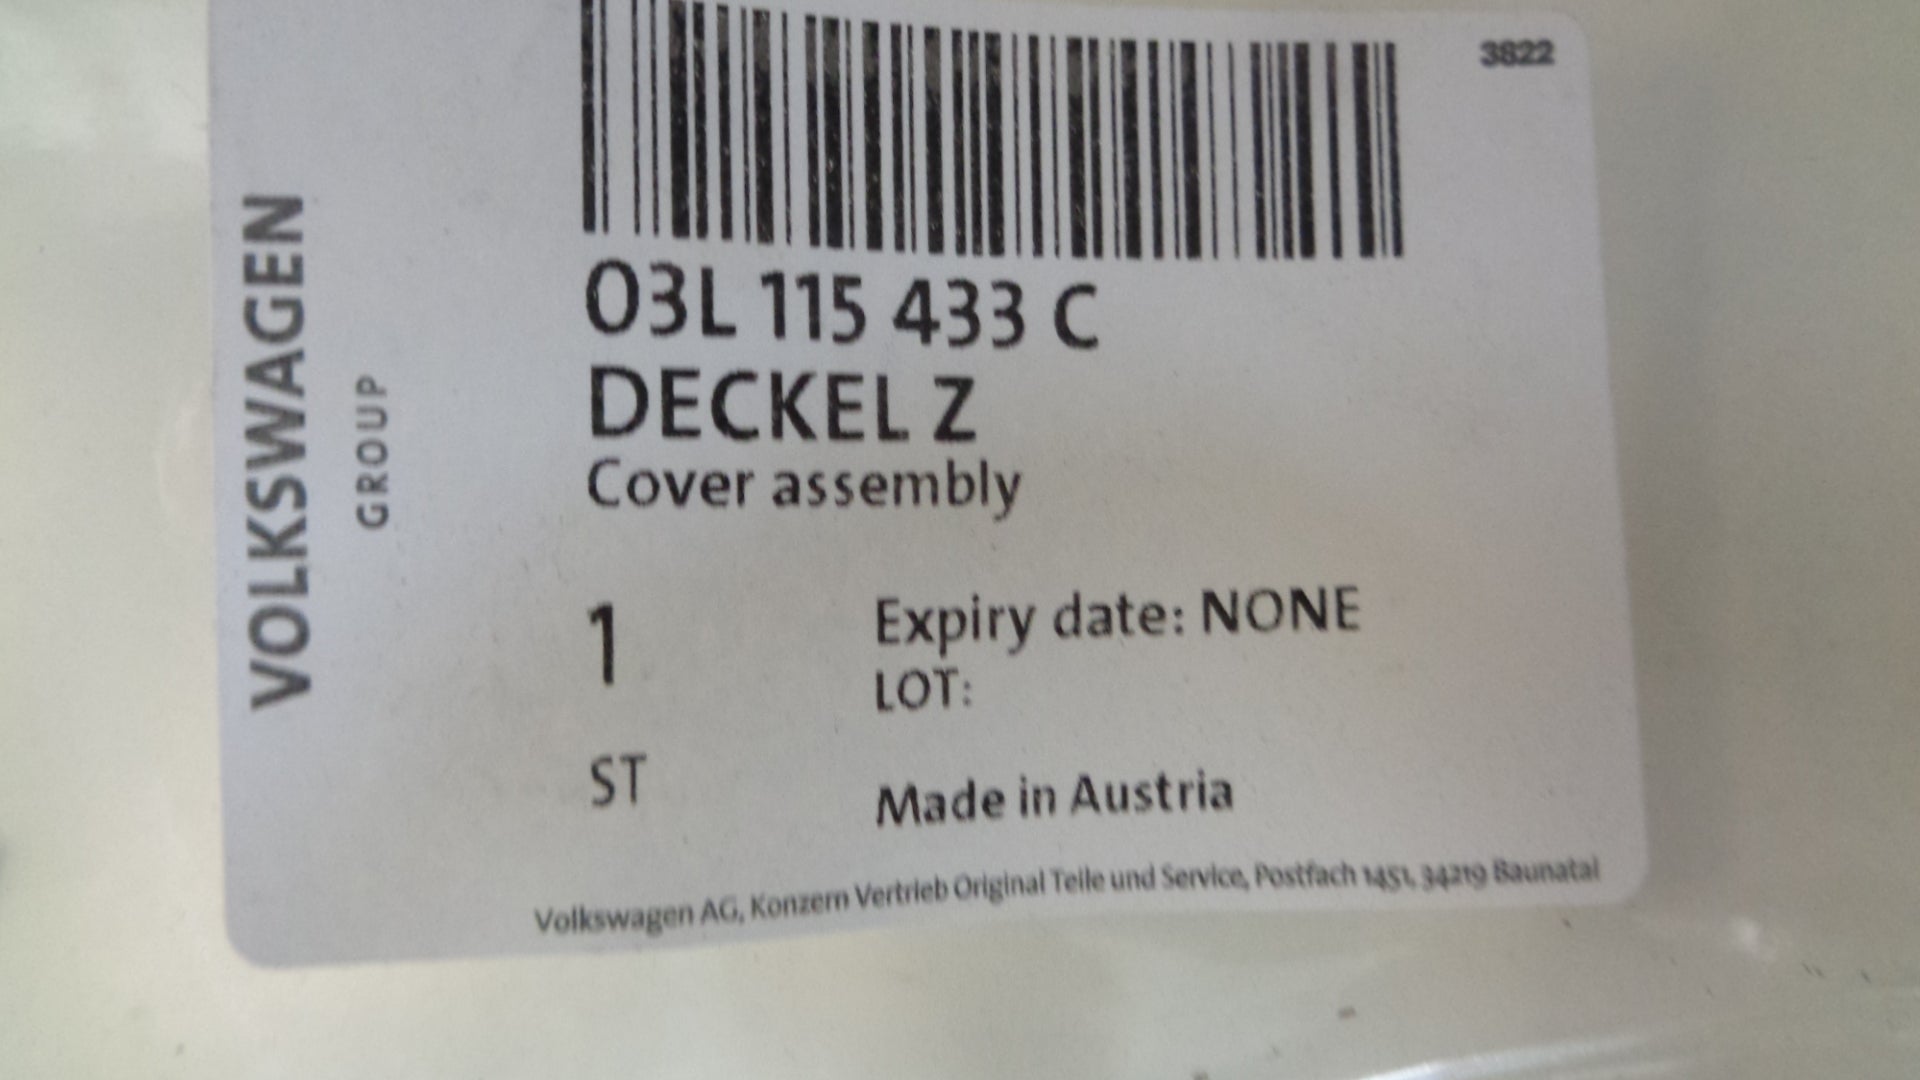 3822
VOLKSWAGEN
GROUP
03L 115 433 C
DECKEL Z
Cover assembly
1
Expiry date: NONE
LOT:
ST
Made in Austria
Volkswagen AG, Konzern Vertrieb Original Teile und Service, Postfach 1451, 34219 Baunatal